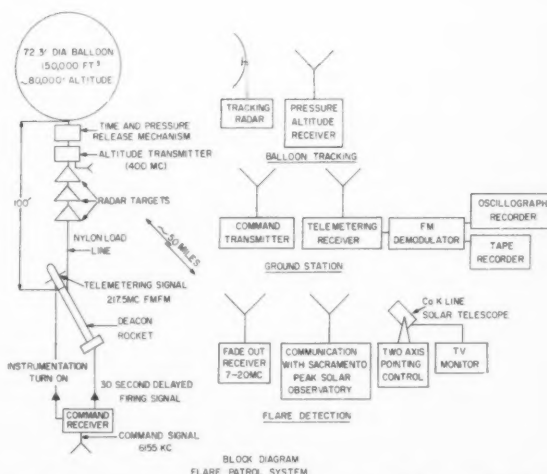 72.3' DIA BALLOON
150,000 FT³
~80,000' ALTITUDE
TIME AND PRESSURE
RELEASE MECHANISM
ALTITUDE TRANSMITTER
(400 MC)
100'
RADAR TARGETS
NYLON LOAD
LINE
~50 MILES
TELEMETERING SIGNAL
217.5MC FMFM
DEACON
ROCKET
INSTRUMENTATION
TURN ON
30 SECOND DELAYED
FIRING SIGNAL
COMMAND
RECEIVER
COMMAND SIGNAL
6155 KC
TRACKING
RADAR
PRESSURE
ALTITUDE
RECEIVER
BALLOON TRACKING
COMMAND
TRANSMITTER
TELEMETERING
RECEIVER
FM
DEMODULATOR
OSCILLOGRAPH
RECORDER
TAPE
RECORDER
GROUND STATION
FADE OUT
RECEIVER
7-20MC
COMMUNICATION
WITH SACRAMENTO
PEAK SOLAR
OBSERVATORY
Ca K LINE
SOLAR TELESCOPE
TWO AXIS
POINTING
CONTROL
TV
MONITOR
FLARE DETECTION
BLOCK DIAGRAM
FLARE PATROL SYSTEM